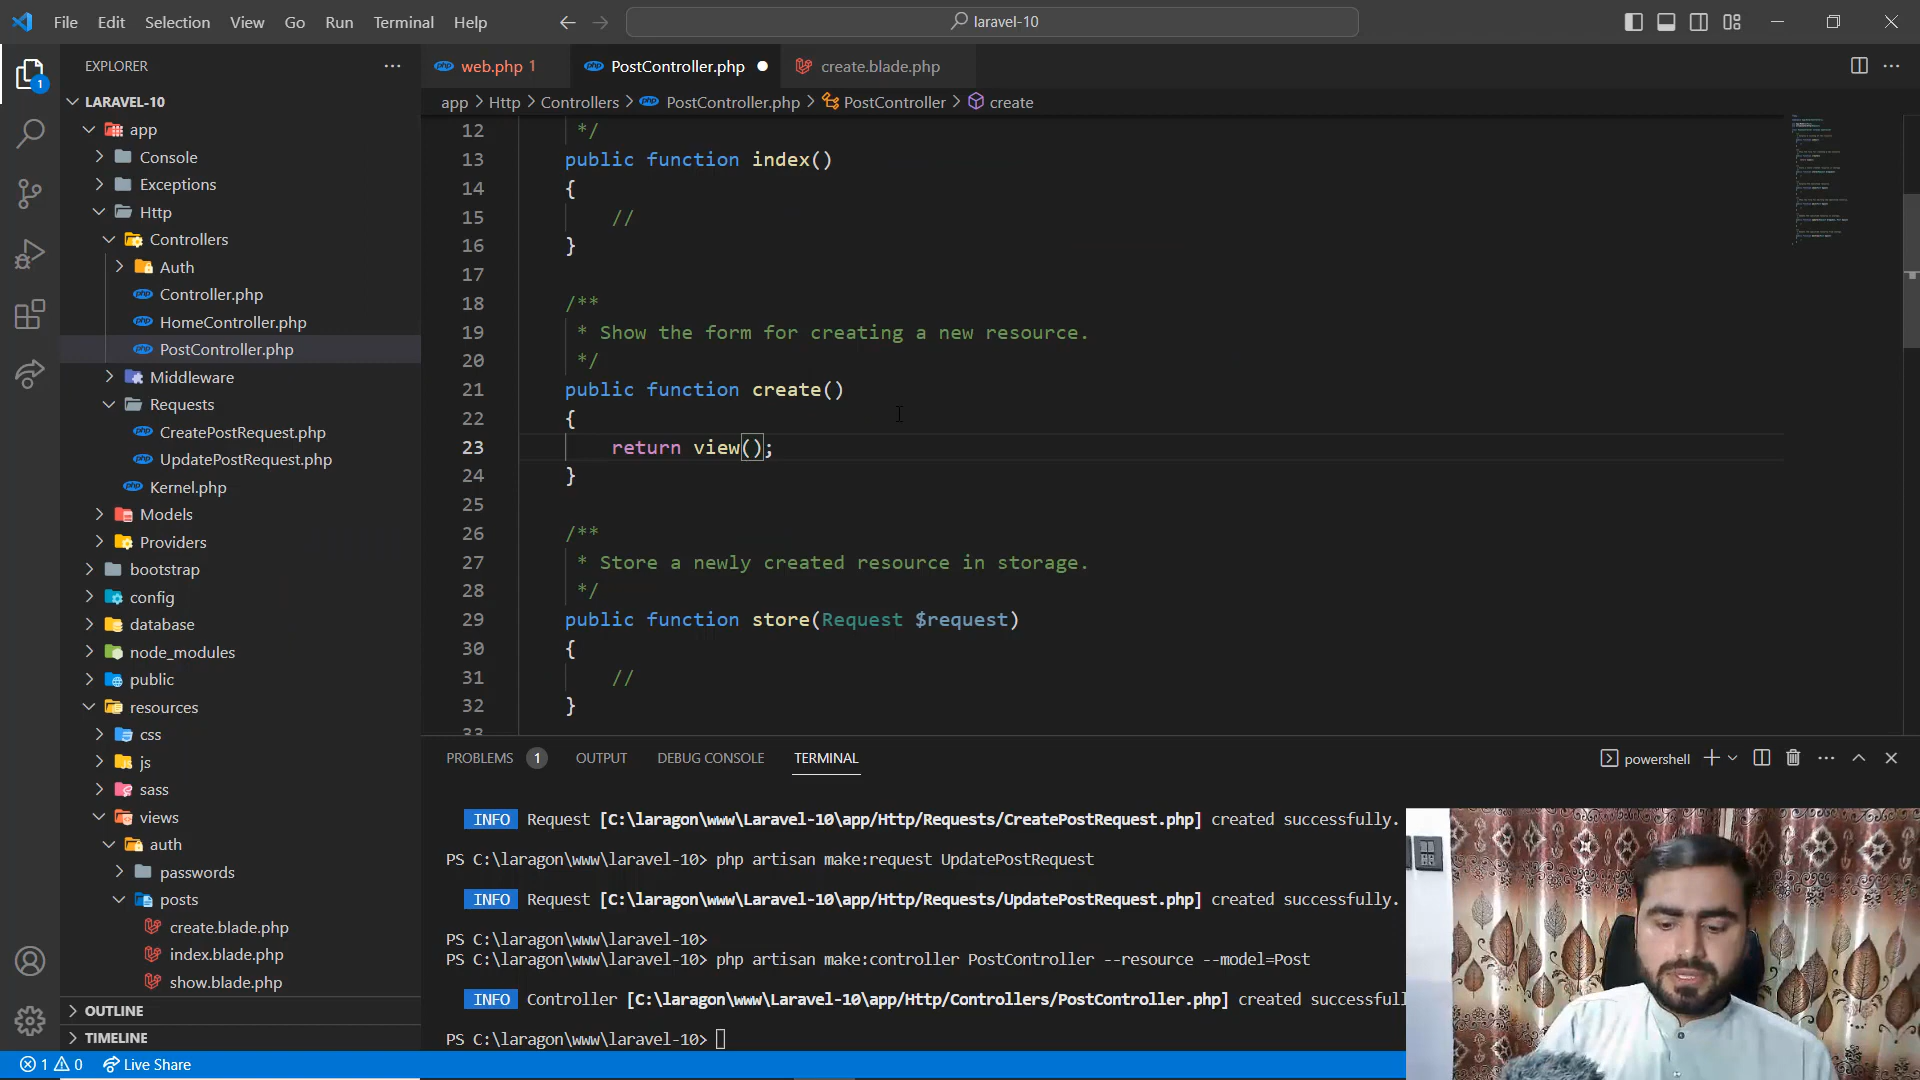 File Edit Selection View Go Run Terminal Help
laravel-10
EXPLORER
web.php 1
PostController.php
create.blade.php
app > Http > Controllers > PostController.php > PostController > create
LARAVEL-10
app
Console
Exceptions
Http
Controllers
Auth
Controller.php
HomeController.php
PostController.php
Middleware
Requests
CreatePostRequest.php
UpdatePostRequest.php
Kernel.php
Models
Providers
bootstrap
config
database
node_modules
public
resources
css
js
sass
views
auth
passwords
posts
create.blade.php
index.blade.php
show.blade.php
OUTLINE
TIMELINE
12 */
13 public function index()
14 {
15 //
16 }
17
18 /**
19 * Show the form for creating a new resource.
20 */
21 public function create()
22 {
23 return view();
24 }
25
26 /**
27 * Store a newly created resource in storage.
28 */
29 public function store(Request $request)
30 {
31 //
32 }
33
PROBLEMS 1 OUTPUT DEBUG CONSOLE TERMINAL
powershell
INFO Request [C:\laragon\www\Laravel-10\app/Http/Requests/CreatePostRequest.php] created successfully.
PS C:\laragon\www\laravel-10> php artisan make:request UpdatePostRequest
INFO Request [C:\laragon\www\Laravel-10\app/Http/Requests/UpdatePostRequest.php] created successfully.
PS C:\laragon\www\laravel-10>
PS C:\laragon\www\laravel-10> php artisan make:controller PostController --resource --model=Post
INFO Controller [C:\laragon\www\Laravel-10\app/Http/Controllers/PostController.php] created successfull
PS C:\laragon\www\laravel-10>
1 0 Live Share